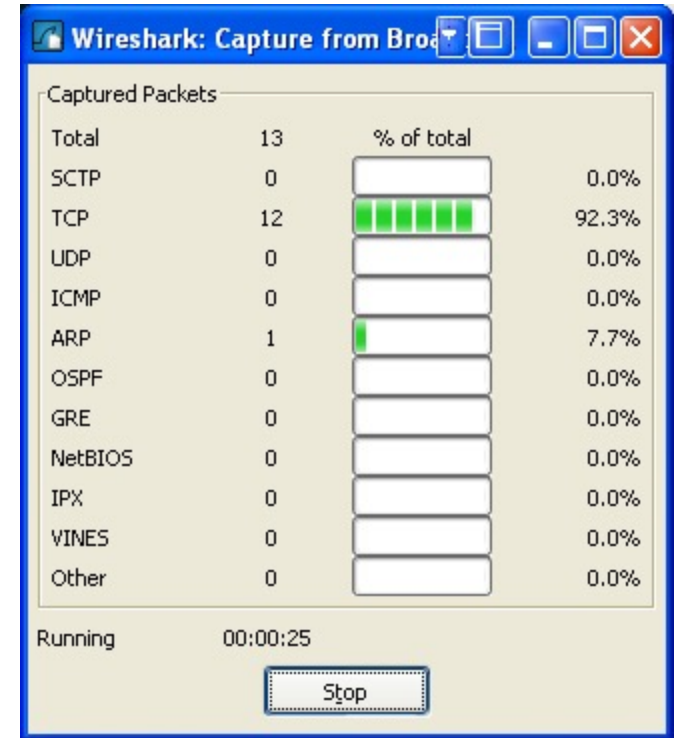 Wireshark: Capture from Broa
Captured Packets
Total 13 % of total
SCTP 0 0.0%
TCP 12 92.3%
UDP 0 0.0%
ICMP 0 0.0%
ARP 1 7.7%
OSPF 0 0.0%
GRE 0 0.0%
NetBIOS 0 0.0%
IPX 0 0.0%
VINES 0 0.0%
Other 0 0.0%
Running 00:00:25
Stop